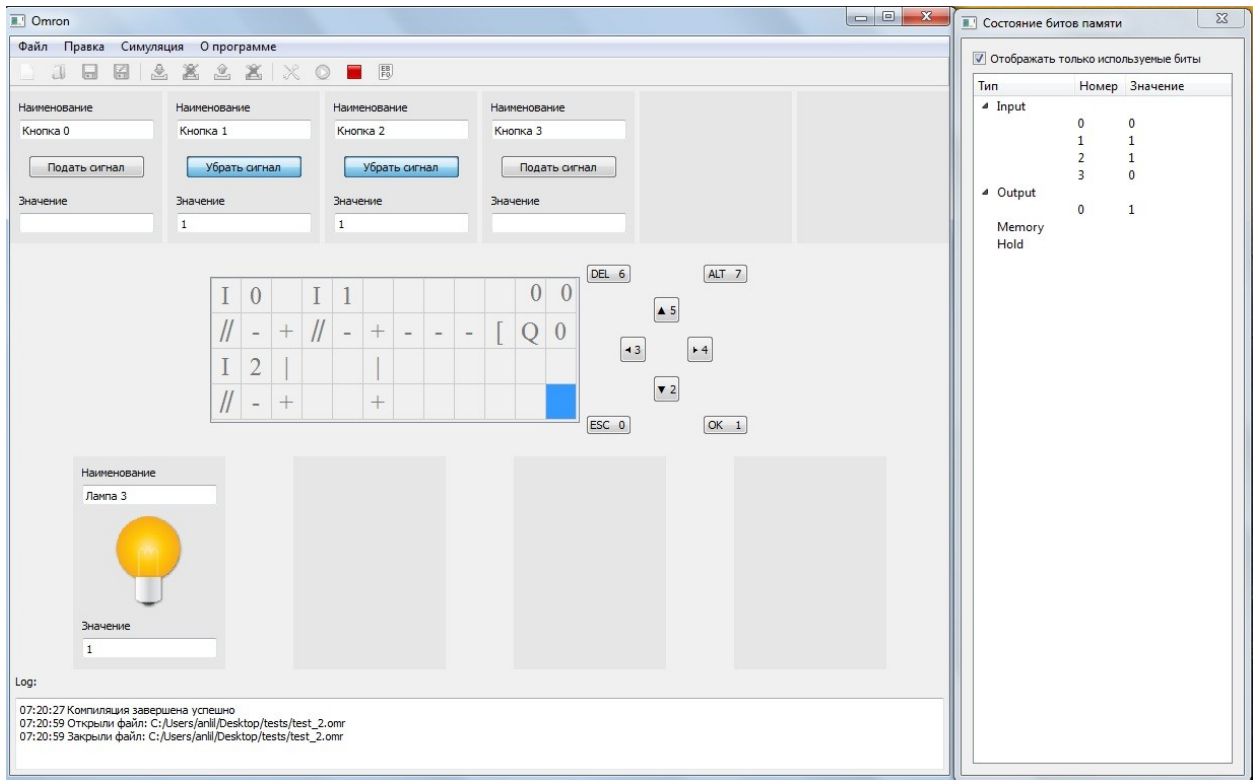 Omron
Файл Правка Симуляция О программе
Наименование Наименование Наименование Наименование
Кнопка 0 Кнопка 1 Кнопка 2 Кнопка 3
Подать сигнал Убрать сигнал Убрать сигнал Подать сигнал
Значение Значение Значение Значение
1 1
I 0 I 1 0 0
// - + // - + - - - [ Q 0
I 2 | |
// - + +
DEL 6 ALT 7
▲ 5
◂ 3 ▸ 4
▼ 2
ESC 0 OK 1
Наименование
Лампа 3
Значение
1
Log:
07:20:27 Компиляция завершена успешно
07:20:59 Открыли файл: C:/Users/anlil/Desktop/tests/test_2.omr
07:20:59 Закрыли файл: C:/Users/anlil/Desktop/tests/test_2.omr
Состояние битов памяти
Отображать только используемые биты
Тип Номер Значение
Input
0 0
1 1
2 1
3 0
Output
0 1
Memory
Hold